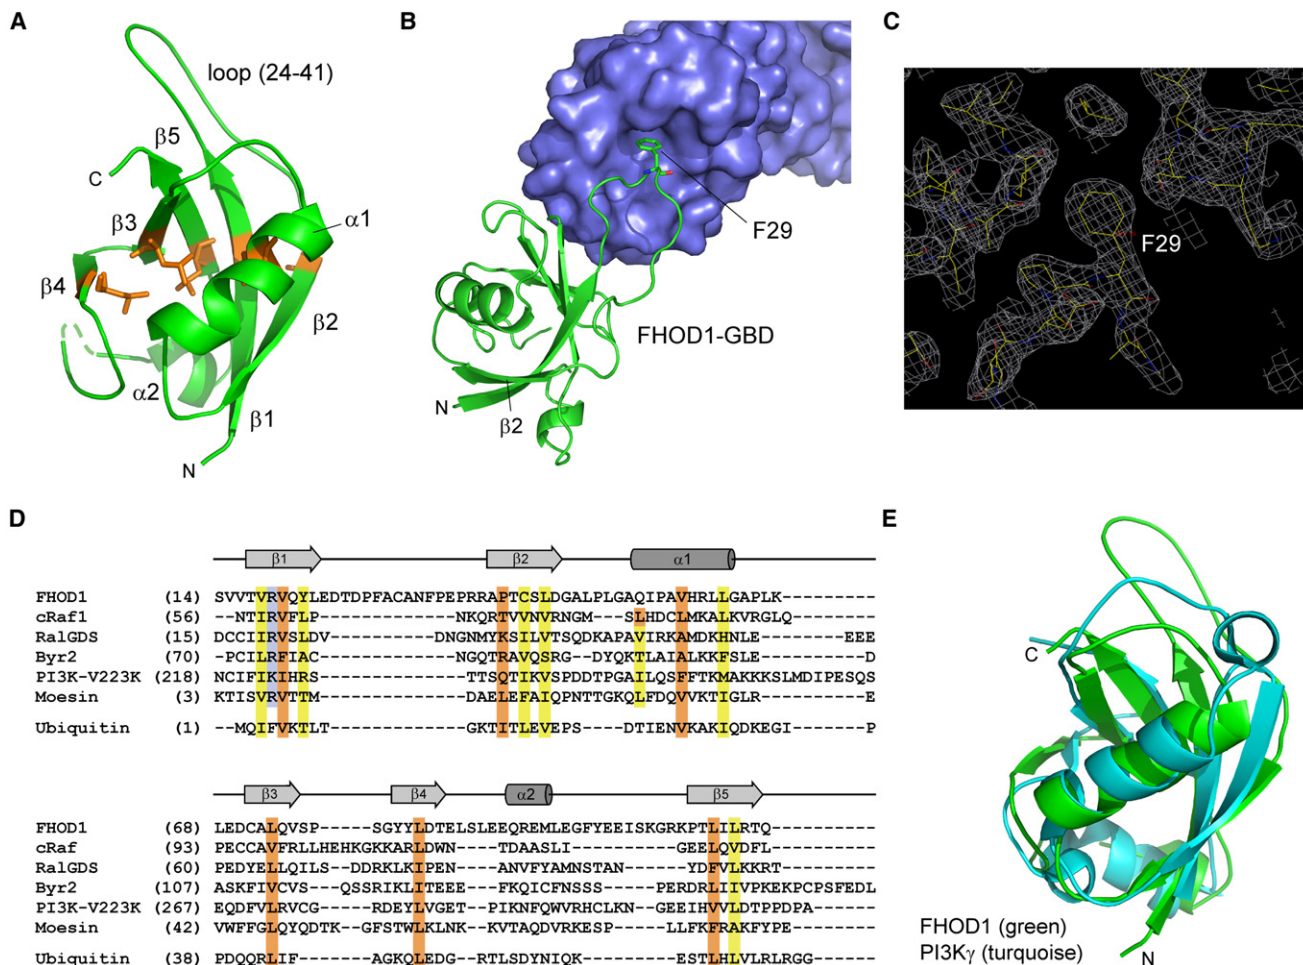 A
loop (24-41)
β5
C
β3
α1
β4
β2
α2
β1
N
B
F29
FHOD1-GBD
N
β2
C
F29
D
β1 β2 α1
FHOD1 (14) SVVTVRVQYLEDTDPFACANFPEPRRAPTCSLDGALPLGAQIPAVHRLLGAPLK---------
cRaf1 (56) --NTIRVFLP-------------NKQRTVVNVRNGM---SLHDCLMKALKVRGLQ--------
RalGDS (15) DCCIIRVSLDV-----------DNGNMYKSILVTSQDKAPAVIRKAMDKHNLE-------EEE
Byr2 (70) --PCILRFIAC-----------NGQTRAVQSRG--DYQKTLAIALKKFSLE-----------D
PI3K-V223K (218) NCIFIKIHRS------------TTSQTIKVSPDDTPGAILQSFFTKMAKKKSLMDIPESQS
Moesin (3) KTISVRVTTM------------DAELEFAIQPNTTGKQLFDQVVKTIGLR------------E
Ubiquitin (1) --MQIFVKTLT-----------GKTITLEVEPS--DTIENVKAKIQDKEGI----------P
β3 β4 α2 β5
FHOD1 (68) LEDCALQVSP------SGYYLDTELSLEEQREMLEGFYEEISKGRKPTLILRTQ----------
cRaf (93) PECCAVFRLLHEHKGKKARLDWN----TDAASLI--------GEELQVDFL-----------
RalGDS (60) PEDYELLQILS----DDRKLKIPEN-----ANVFYAMNSTAN-----YDFVLKKRT---------
Byr2 (107) ASKFIVCVS---QSSRIKLITEEE-----FKQICFNSSS------PERDRLIIVPKEKPCPSFEDL
PI3K-V223K (267) EQDFVLRVCG-----RDEYLVGET---PIKNFQWVRHCLKN---GEEIHVVLDTPPDPA------
Moesin (42) VWFFGLQYQDTK---GFSTWLKLNK---KVTAQDVRKESP------LLFKFRAKFYPE-------
Ubiquitin (38) PDQQRLIF-------AGKQLEDG---RTLSDYNIQK--------ESTLHLVLRLRGG--------
E
C
FHOD1 (green)
PI3Kγ (turquoise)
N